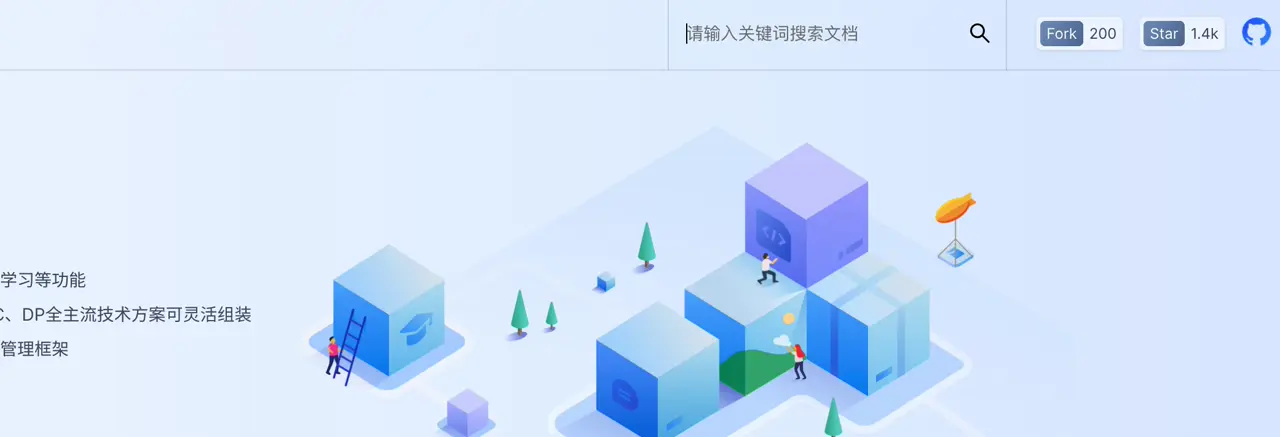 请输入关键词搜索文档
Fork 200
Star 1.4k
</>
学习等功能
C、DP全主流技术方案可灵活组装
管理框架